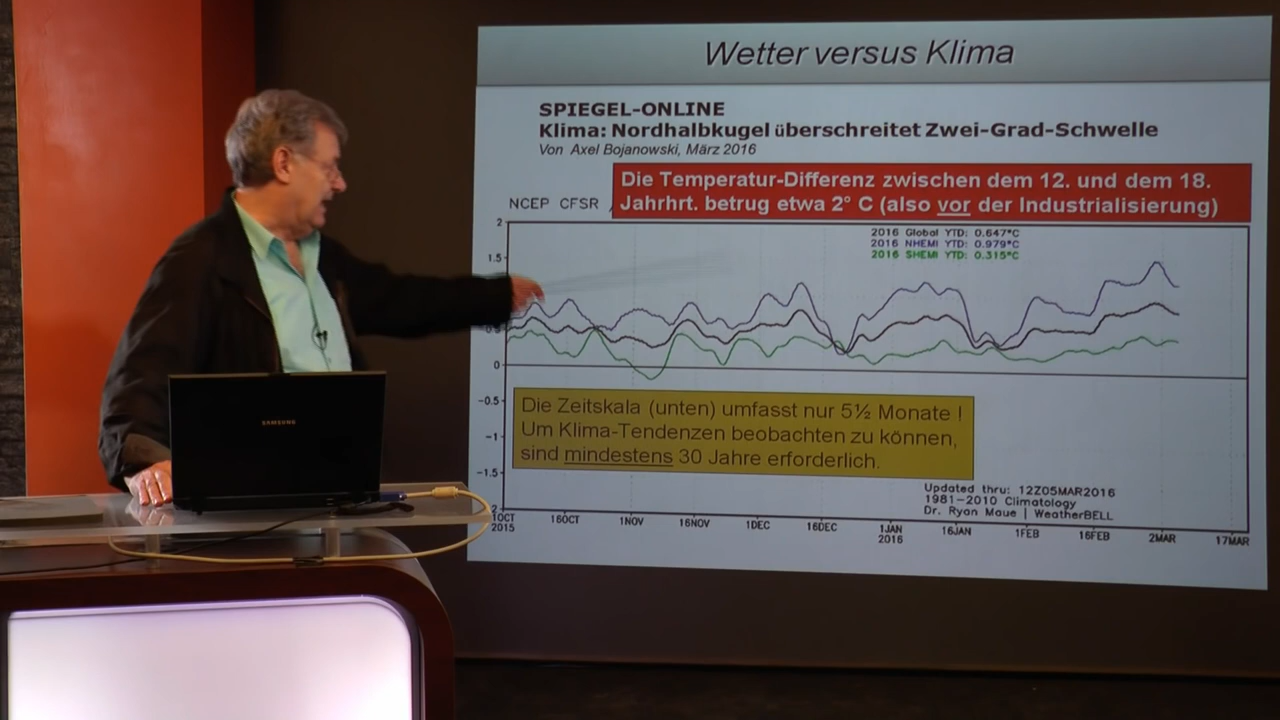 Wetter versus Klima
SPIEGEL-ONLINE
Klima: Nordhalbkugel überschreitet Zwei-Grad-Schwelle
Von Axel Bojanowski, März 2016
Die Temperatur-Differenz zwischen dem 12. und dem 18.
Jahrhrt. betrug etwa 2° C (also vor der Industrialisierung)
NCEP CFSR
2016 Global YTD: 0.647°C
2016 NHEMI YTD: 0.979°C
2016 SHEMI YTD: 0.315°C
2
1.5
0
-0.5
-1
-1.5
Die Zeitskala (unten) umfasst nur 5½ Monate !
Um Klima-Tendenzen beobachten zu können,
sind mindestens 30 Jahre erforderlich.
Updated thru: 12Z05MAR2016
1981-2010 Climatology
Dr. Ryan Maue | WeatherBELL
1OCT 16OCT 1NOV 16NOV 1DEC 16DEC 1JAN 16JAN 1FEB 16FEB 2MAR 17MAR
2015 2016
SAMSUNG